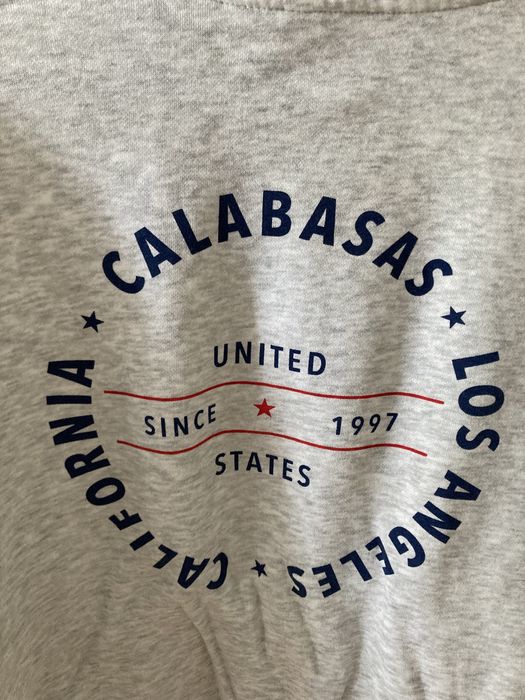 CALABASAS ★ LOS ANGELES ★ CALIFORNIA ★
UNITED
SINCE ★ 1997
STATES